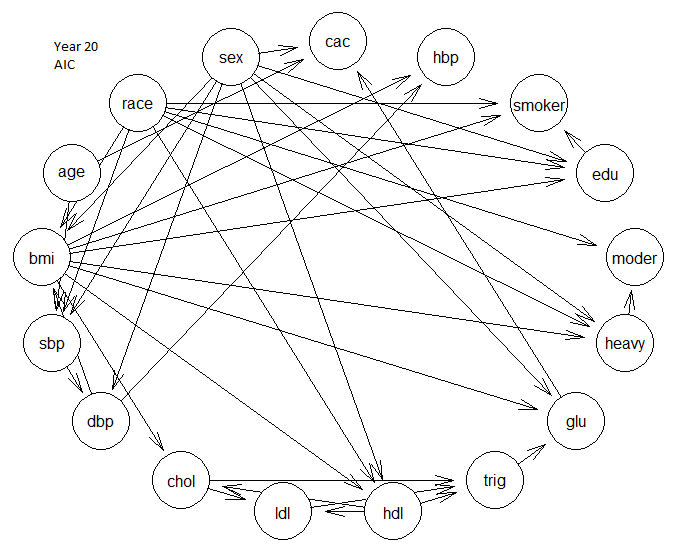 Year 20
AIC
cac
hbp
sex
smoker
race
edu
age
moder
bmi
heavy
sbp
glu
dbp
trig
chol
hdl
ldl